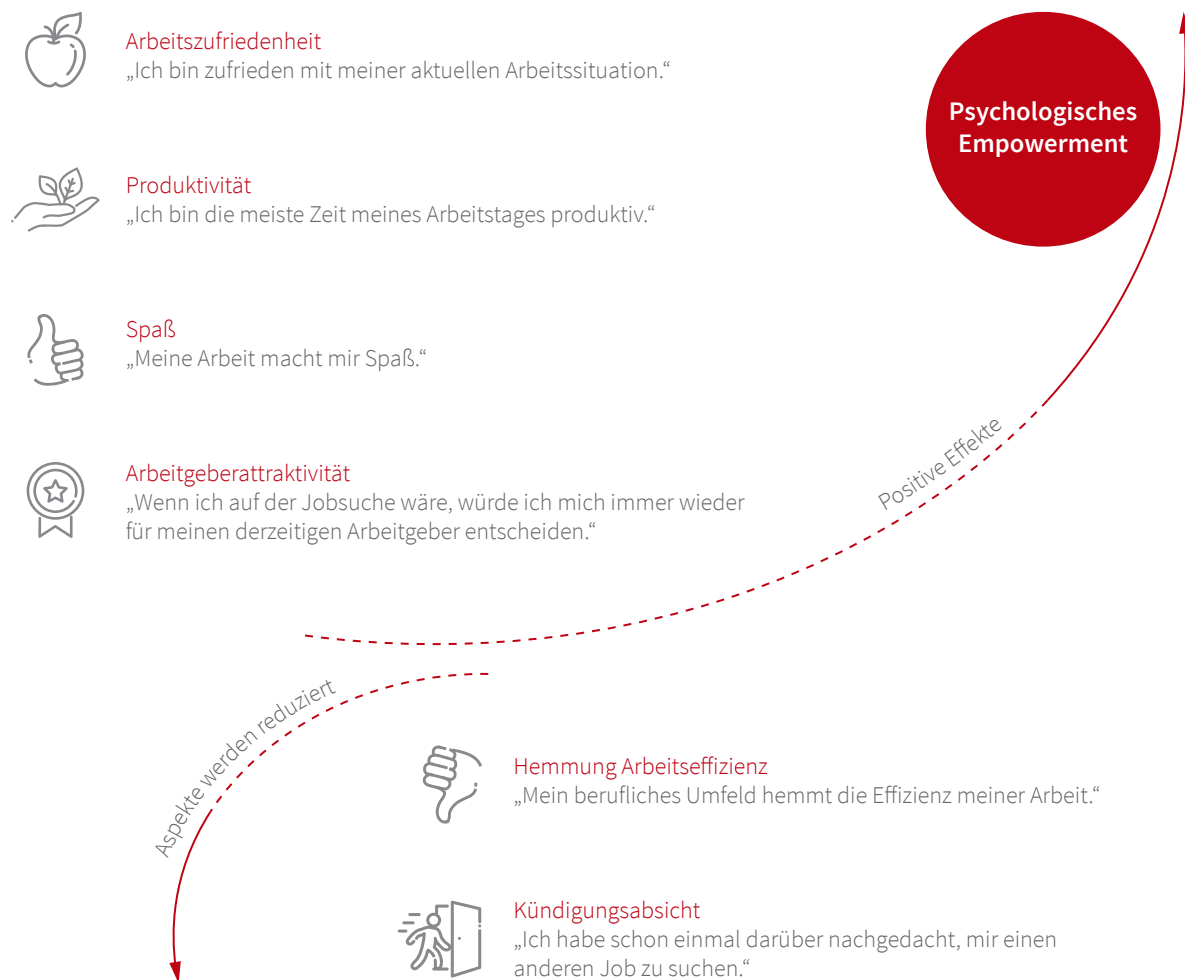 Arbeitszufriedenheit
„Ich bin zufrieden mit meiner aktuellen Arbeitssituation.“
Psychologisches
Empowerment
Produktivität
„Ich bin die meiste Zeit meines Arbeitstages produktiv.“
Spaß
„Meine Arbeit macht mir Spaß.“
Arbeitgeberattraktivität
„Wenn ich auf der Jobsuche wäre, würde ich mich immer wieder
für meinen derzeitigen Arbeitgeber entscheiden.“
Positive Effekte
Aspekte werden reduziert
Hemmung Arbeitseffizienz
„Mein berufliches Umfeld hemmt die Effizienz meiner Arbeit.“
Kündigungsabsicht
„Ich habe schon einmal darüber nachgedacht, mir einen
anderen Job zu suchen.“